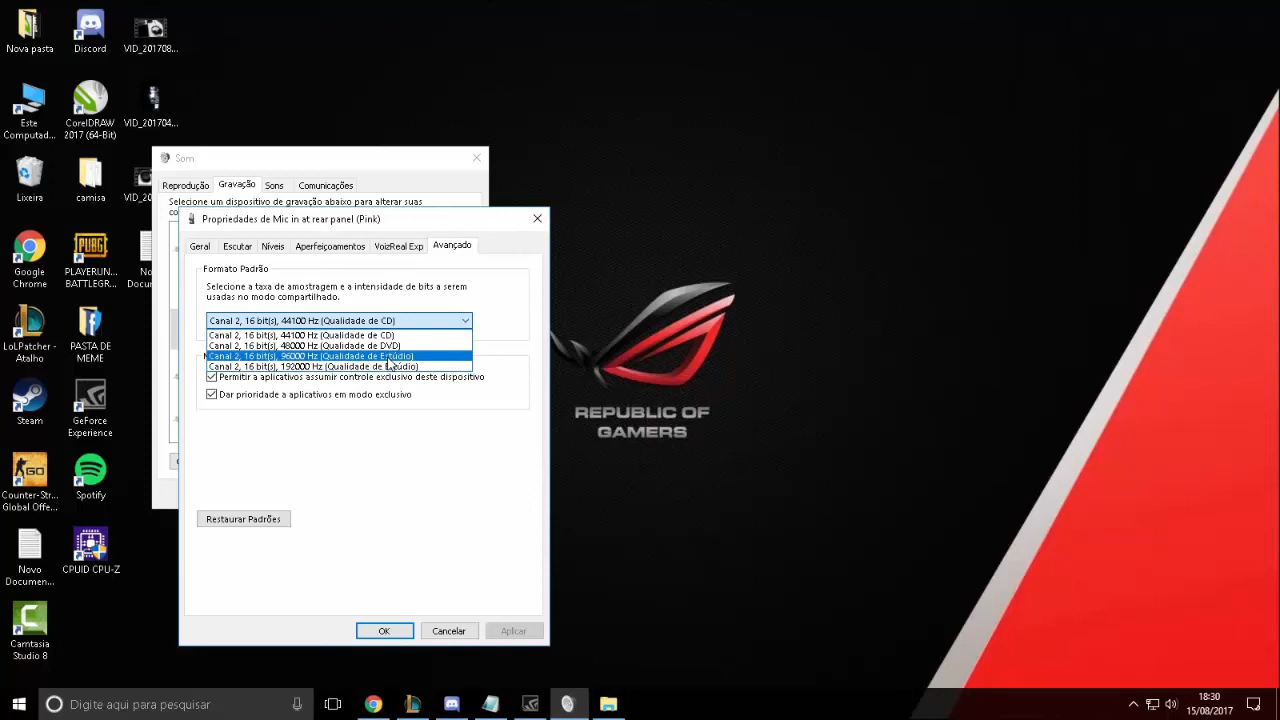 Nova pasta
Discord
VID_201708...
Este
Computad...
CorelDRAW
2017 (64-Bit)
VID_201704...
Lixeira
camisa
VID_20
Google
Chrome
PLAYERUN...
BATTLEGR...
No
Docum
LoLPatcher -
Atalho
PASTA DE
MEME
Steam
GeForce
Experience
Counter-Str...
Global Offe...
Spotify
Novo
Documen...
CPUID CPU-Z
Camtasia
Studio 8
Som
Reprodução
Gravação
Sons
Comunicações
Selecione um dispositivo de gravação abaixo para alterar suas
co
Propriedades de Mic in at rear panel (Pink)
Geral
Escutar
Níveis
Aperfeiçoamentos
VoizReal Exp
Avançado
Formato Padrão
Selecione a taxa de amostragem e a intensidade de bits a serem
usadas no modo compartilhado.
Canal 2, 16 bit(s), 44100 Hz (Qualidade de CD)
Canal 2, 16 bit(s), 44100 Hz (Qualidade de CD)
Canal 2, 16 bit(s), 48000 Hz (Qualidade de DVD)
Canal 2, 16 bit(s), 96000 Hz (Qualidade de Estúdio)
Canal 2, 16 bit(s), 192000 Hz (Qualidade de Estúdio)
Permitir a aplicativos assumir controle exclusivo deste dispositivo
Dar prioridade a aplicativos em modo exclusivo
Restaurar Padrões
OK
Cancelar
Aplicar
REPUBLIC OF
GAMERS
Digite aqui para pesquisar
18:30
15/08/2017